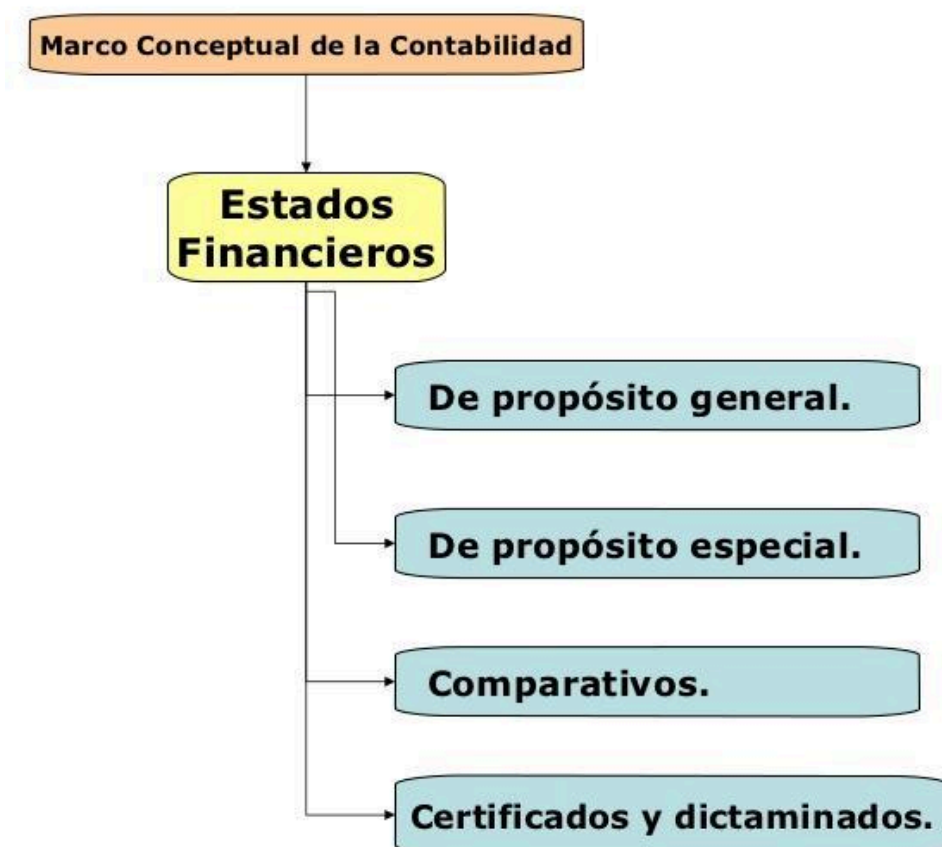 Marco Conceptual de la Contabilidad
Estados
Financieros
De propósito general.
De propósito especial.
Comparativos.
Certificados y dictaminados.